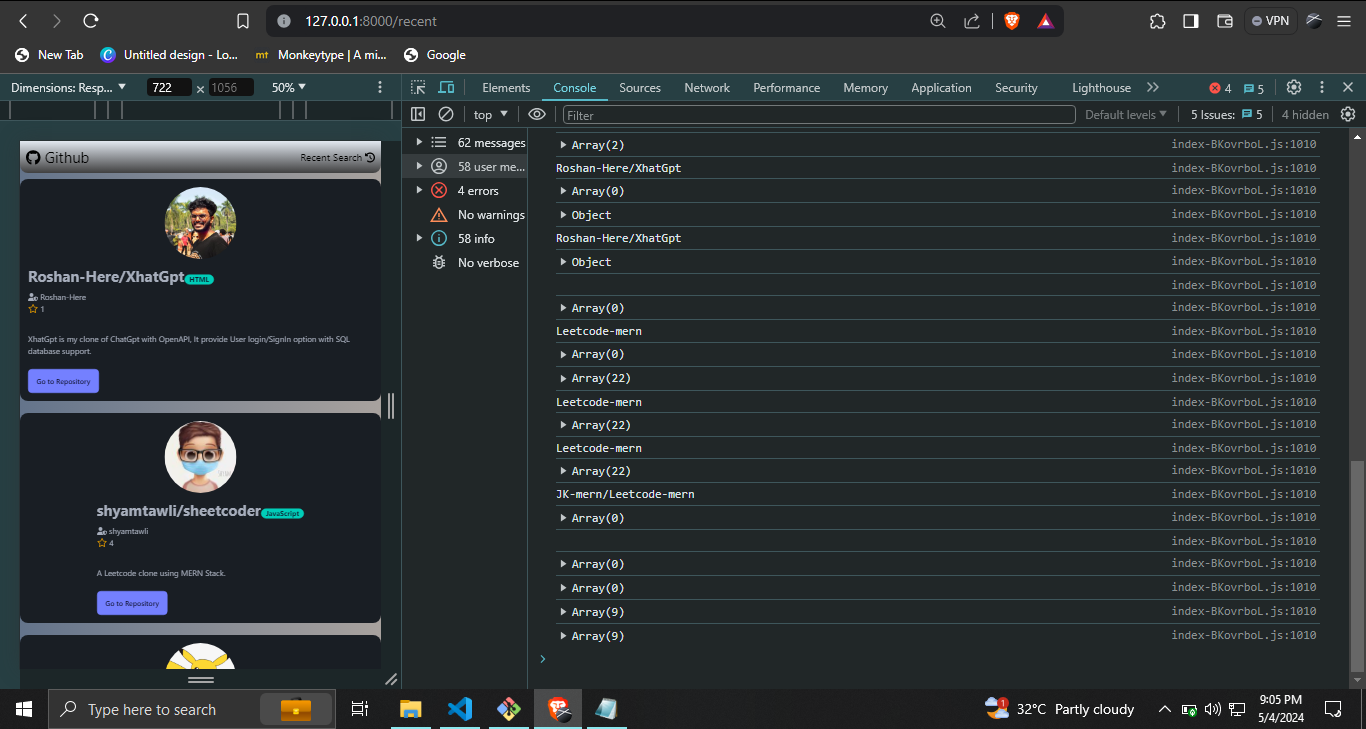 127.0.0.1:8000/recent
VPN
New Tab
Untitled design - Lo...
mt Monkeytype | A mi...
Google
Dimensions: Resp...
722 × 1056
50%
Elements
Console
Sources
Network
Performance
Memory
Application
Security
Lighthouse
4
5
top
Filter
Default levels
5 Issues: 5
4 hidden
62 messages
58 user me...
4 errors
No warnings
58 info
No verbose
Github
Recent Search
Roshan-Here/XhatGpt HTML
Roshan-Here
1
XhatGpt is my clone of ChatGpt with OpenAPI, It provide User login/SignIn option with SQL
database support.
Go to Repository
shyamtawli/sheetcoder JavaScript
shyamtawli
4
A Leetcode clone using MERN Stack.
Go to Repository
Array(2) index-BKovrboL.js:1010
Roshan-Here/XhatGpt index-BKovrboL.js:1010
Array(0) index-BKovrboL.js:1010
Object index-BKovrboL.js:1010
Roshan-Here/XhatGpt index-BKovrboL.js:1010
Object index-BKovrboL.js:1010
index-BKovrboL.js:1010
Array(0) index-BKovrboL.js:1010
Leetcode-mern index-BKovrboL.js:1010
Array(0) index-BKovrboL.js:1010
Array(22) index-BKovrboL.js:1010
Leetcode-mern index-BKovrboL.js:1010
Array(22) index-BKovrboL.js:1010
Leetcode-mern index-BKovrboL.js:1010
Array(22) index-BKovrboL.js:1010
JK-mern/Leetcode-mern index-BKovrboL.js:1010
Array(0) index-BKovrboL.js:1010
index-BKovrboL.js:1010
Array(0) index-BKovrboL.js:1010
Array(0) index-BKovrboL.js:1010
Array(9) index-BKovrboL.js:1010
Array(9) index-BKovrboL.js:1010
Type here to search
1
32°C Partly cloudy
9:05 PM
5/4/2024